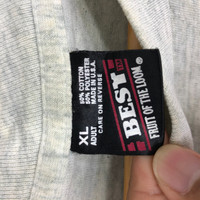 BEST
FRUIT OF THE LOOM®
XL
ADULT
50% COTTON
50% POLYESTER
MADE IN U.S.A.
CARE ON REVERSE